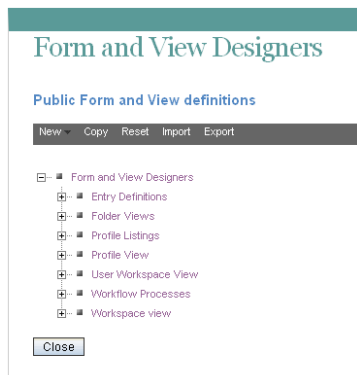 Form and View Designers
Public Form and View definitions
New Copy Reset Import Export
Form and View Designers
Entry Definitions
Folder Views
Profile Listings
Profile View
User Workspace View
Workflow Processes
Workspace view
Close